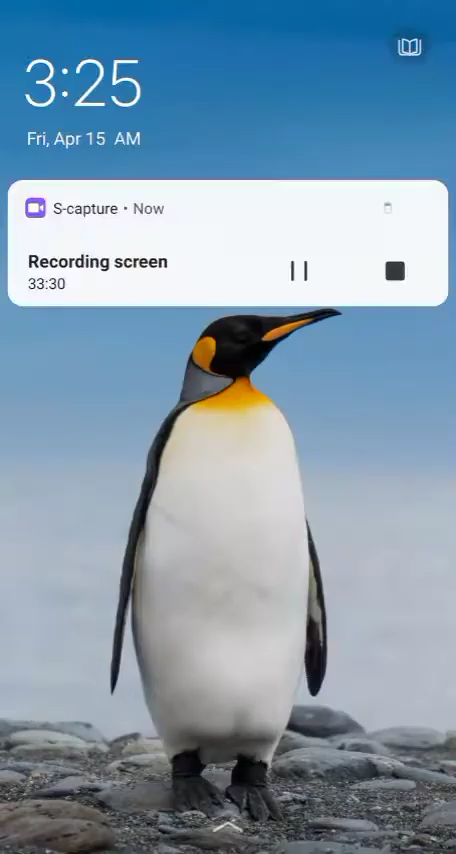 3:25
Fri, Apr 15 AM
S-capture • Now
Recording screen
33:30